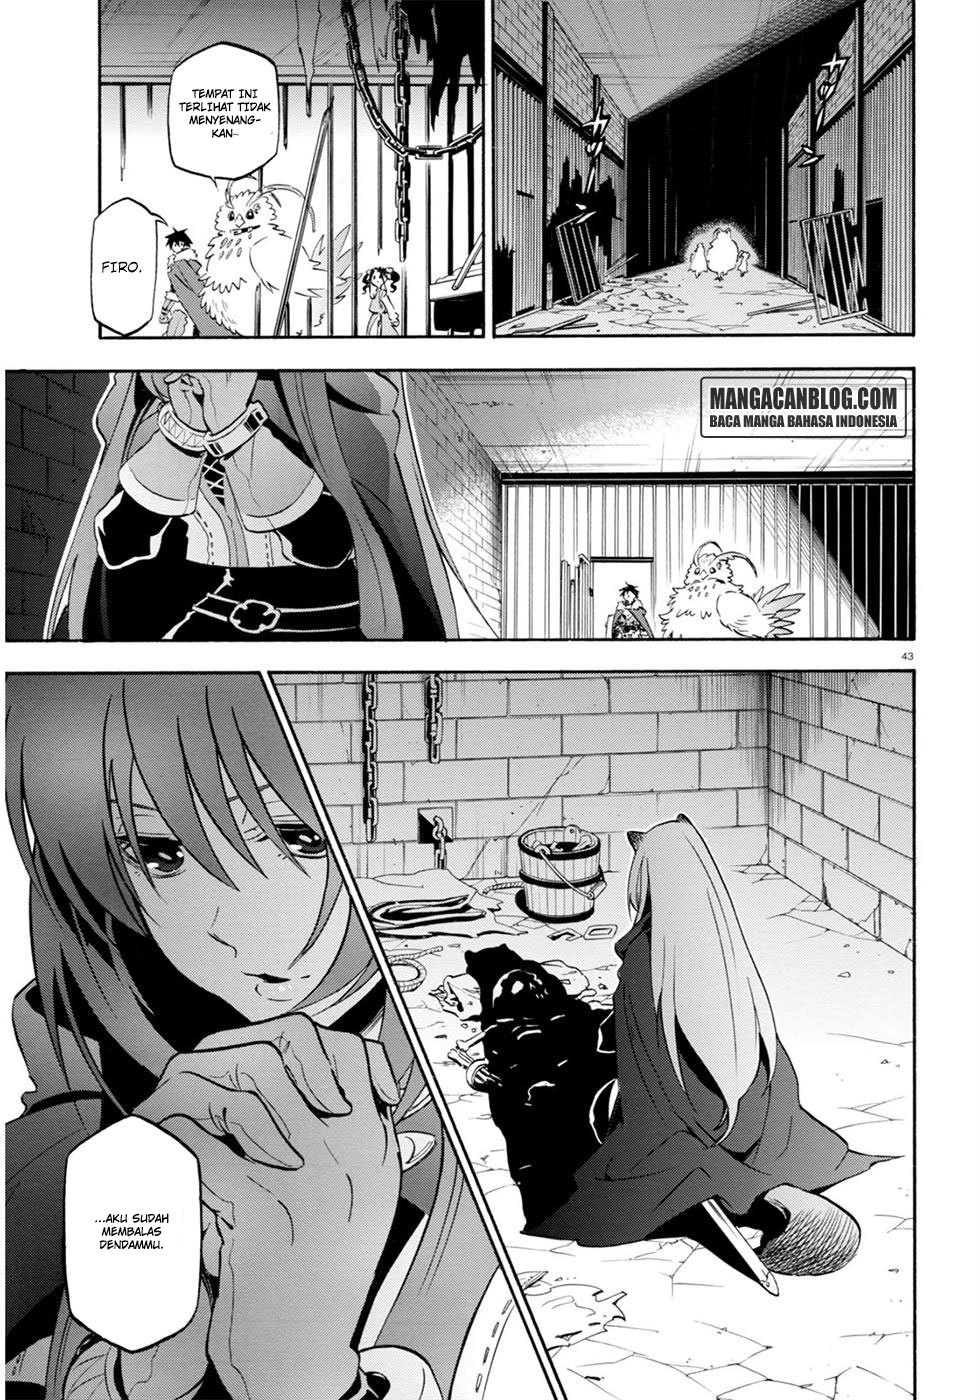 TEMPAT INI
TERLIHAT TIDAK
MENYENANG-
KAN~
FIRO.
MANGACANBLOG.COM
BACA MANGA BAHASA INDONESIA
43
...AKU SUDAH
MEMBALAS
DENDAMMU.